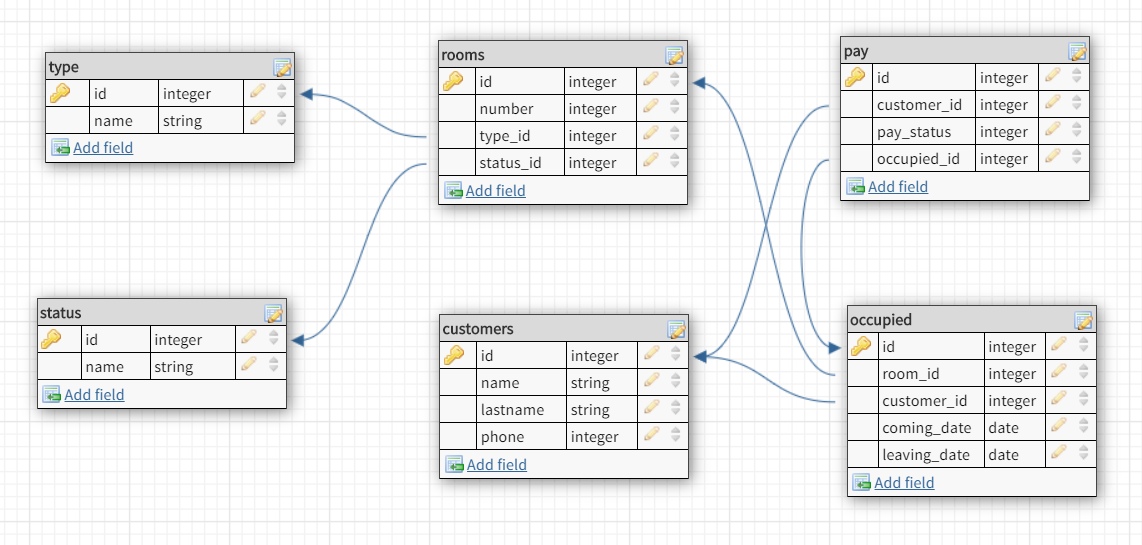 type
id integer
name string
Add field
rooms
id integer
number integer
type_id integer
status_id integer
Add field
pay
id integer
customer_id integer
pay_status integer
occupied_id integer
Add field
status
id integer
name string
Add field
customers
id integer
name string
lastname string
phone integer
Add field
occupied
id integer
room_id integer
customer_id integer
coming_date date
leaving_date date
Add field